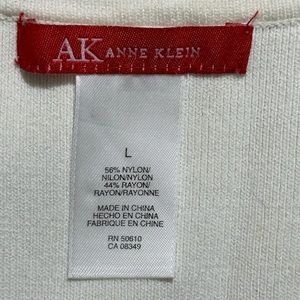 AK ANNE KLEIN
L
56% NYLON/
NILON/NYLON
44% RAYON/
RAYON/RAYONNE
MADE IN CHINA
HECHO EN CHINA
FABRIQUE EN CHINE
RN 50610
CA 08349